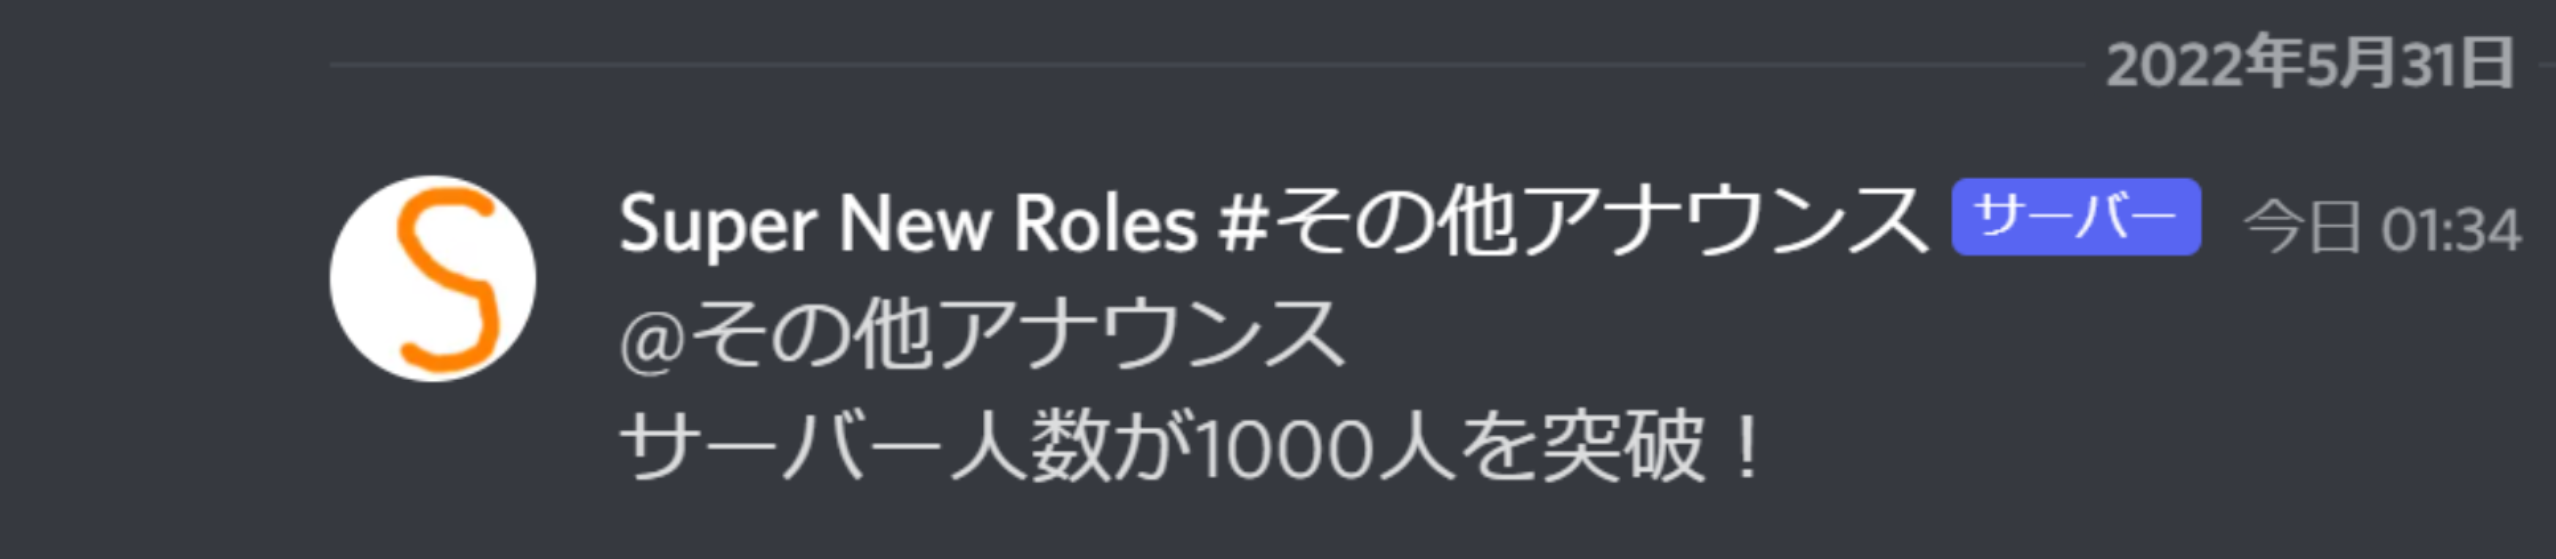 2022年5月31日
Super New Roles #その他アナウンス サーバー 今日 01:34
@その他アナウンス
サーバー人数が1000人を突破！